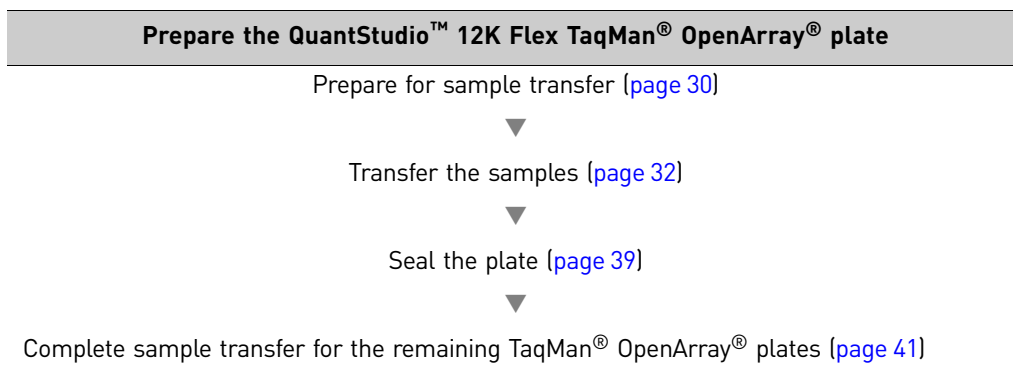 Prepare the QuantStudio™ 12K Flex TaqMan® OpenArray® plate
Prepare for sample transfer (page 30)
Transfer the samples (page 32)
Seal the plate (page 39)
Complete sample transfer for the remaining TaqMan® OpenArray® plates (page 41)